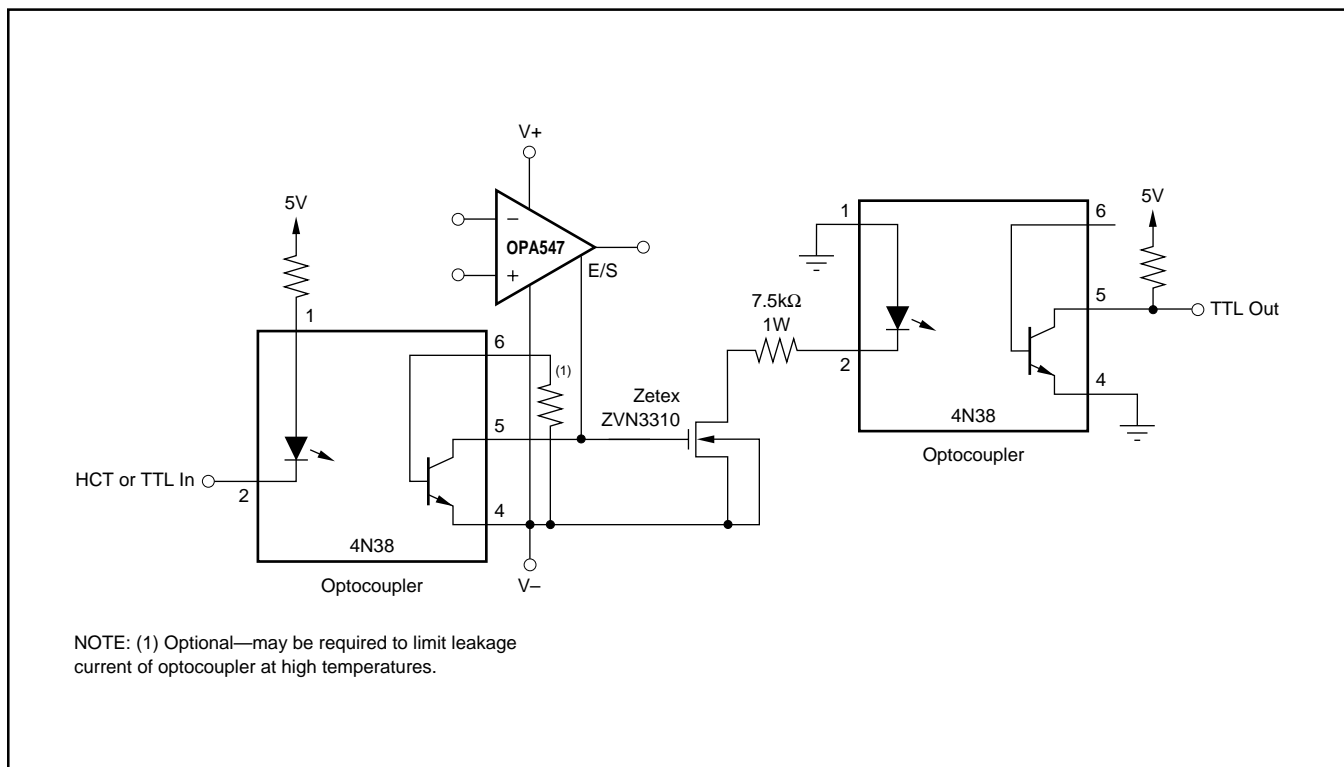 V+
5V
−
OPA547
+
E/S
1
6
(1)
5
4
2
HCT or TTL In
4N38
Optocoupler
V–
Zetex
ZVN3310
7.5kΩ
1W
1
2
6
5V
5
TTL Out
4
4N38
Optocoupler
NOTE: (1) Optional—may be required to limit leakage
current of optocoupler at high temperatures.